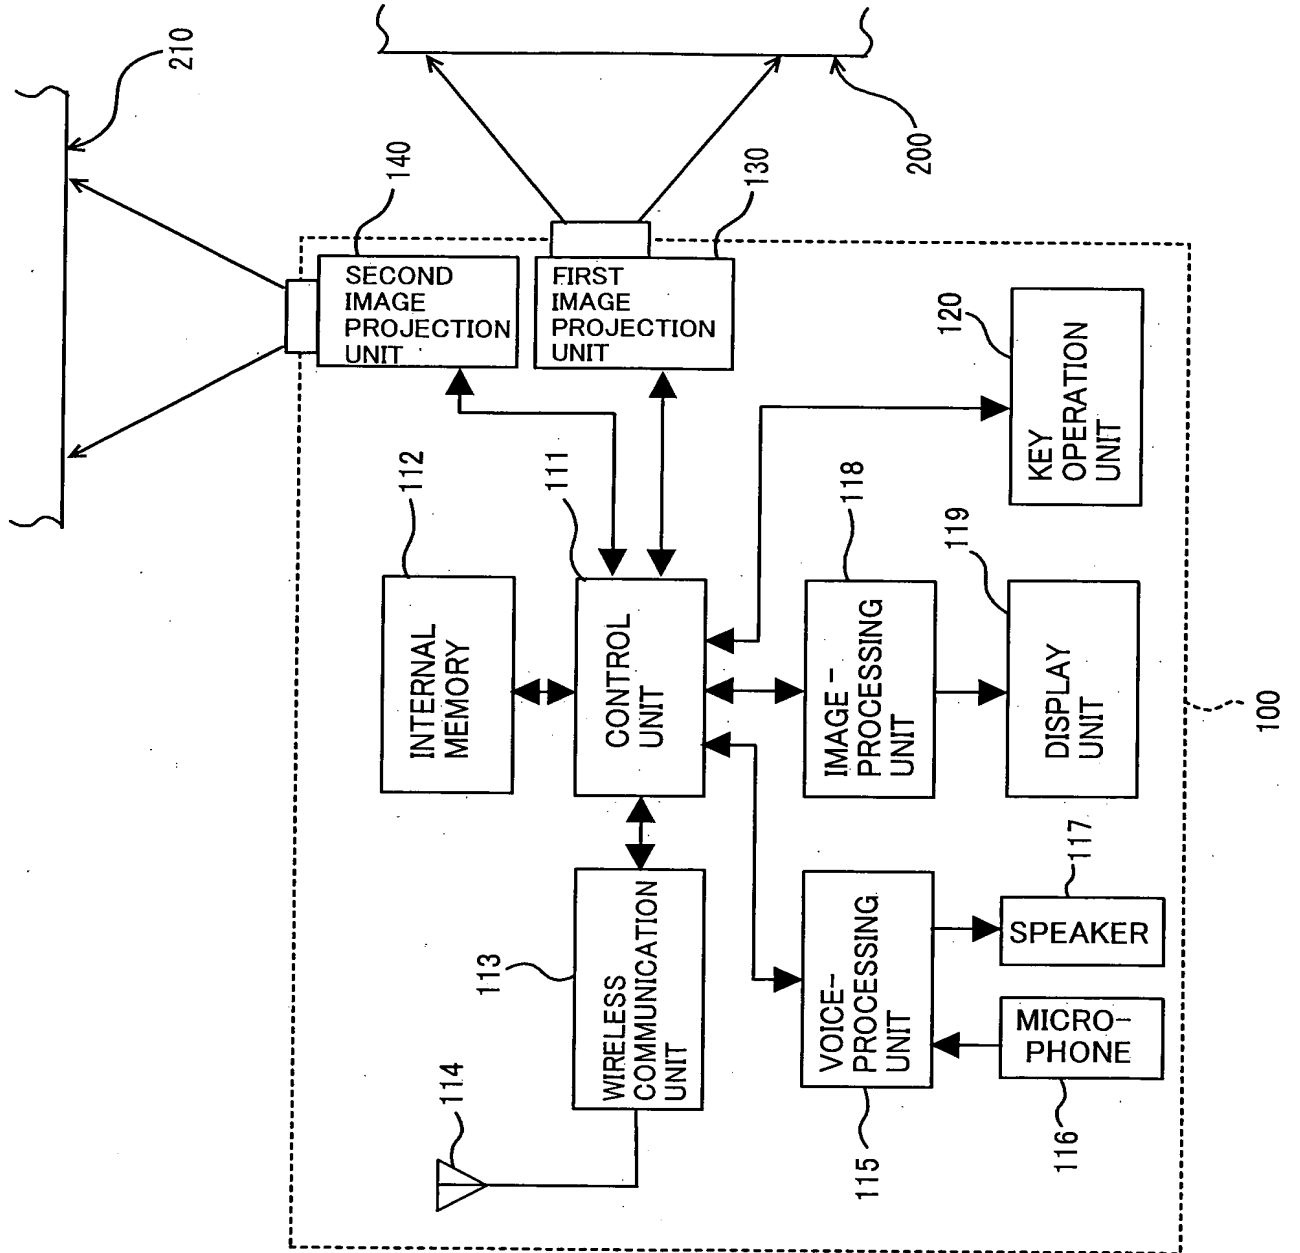 210
140
SECOND
IMAGE
PROJECTION
UNIT
FIRST
IMAGE
PROJECTION
UNIT
130
200
120
KEY
OPERATION
UNIT
112
INTERNAL
MEMORY
111
CONTROL
UNIT
118
IMAGE-
PROCESSING
UNIT
119
DISPLAY
UNIT
100
113
WIRELESS
COMMUNICATION
UNIT
114
VOICE-
PROCESSING
UNIT
115
117
SPEAKER
MICRO-
PHONE
116